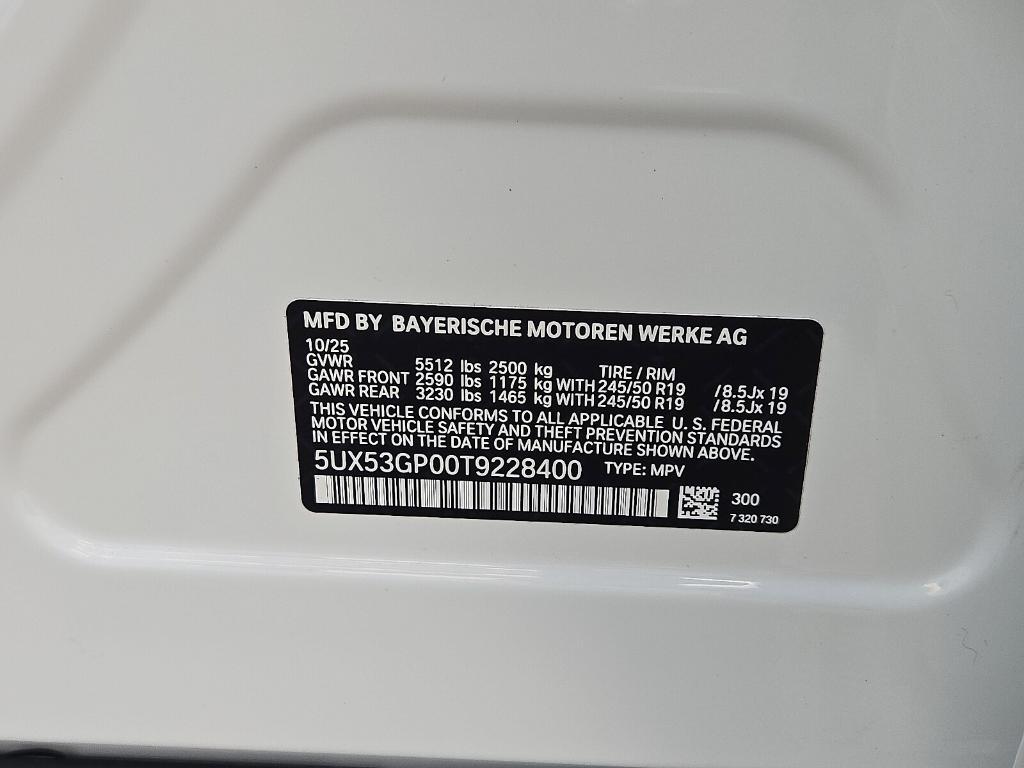 MFD BY BAYERISCHE MOTOREN WERKE AG
10/25
GVWR 5512 lbs 2500 kg TIRE / RIM
GAWR FRONT 2590 lbs 1175 kg WITH 245/50 R19 /8.5Jx 19
GAWR REAR 3230 lbs 1465 kg WITH 245/50 R19 /8.5Jx 19
THIS VEHICLE CONFORMS TO ALL APPLICABLE U. S. FEDERAL
MOTOR VEHICLE SAFETY AND THEFT PREVENTION STANDARDS
IN EFFECT ON THE DATE OF MANUFACTURE SHOWN ABOVE.
5UX53GP00T9228400 TYPE: MPV
300
7 320 730